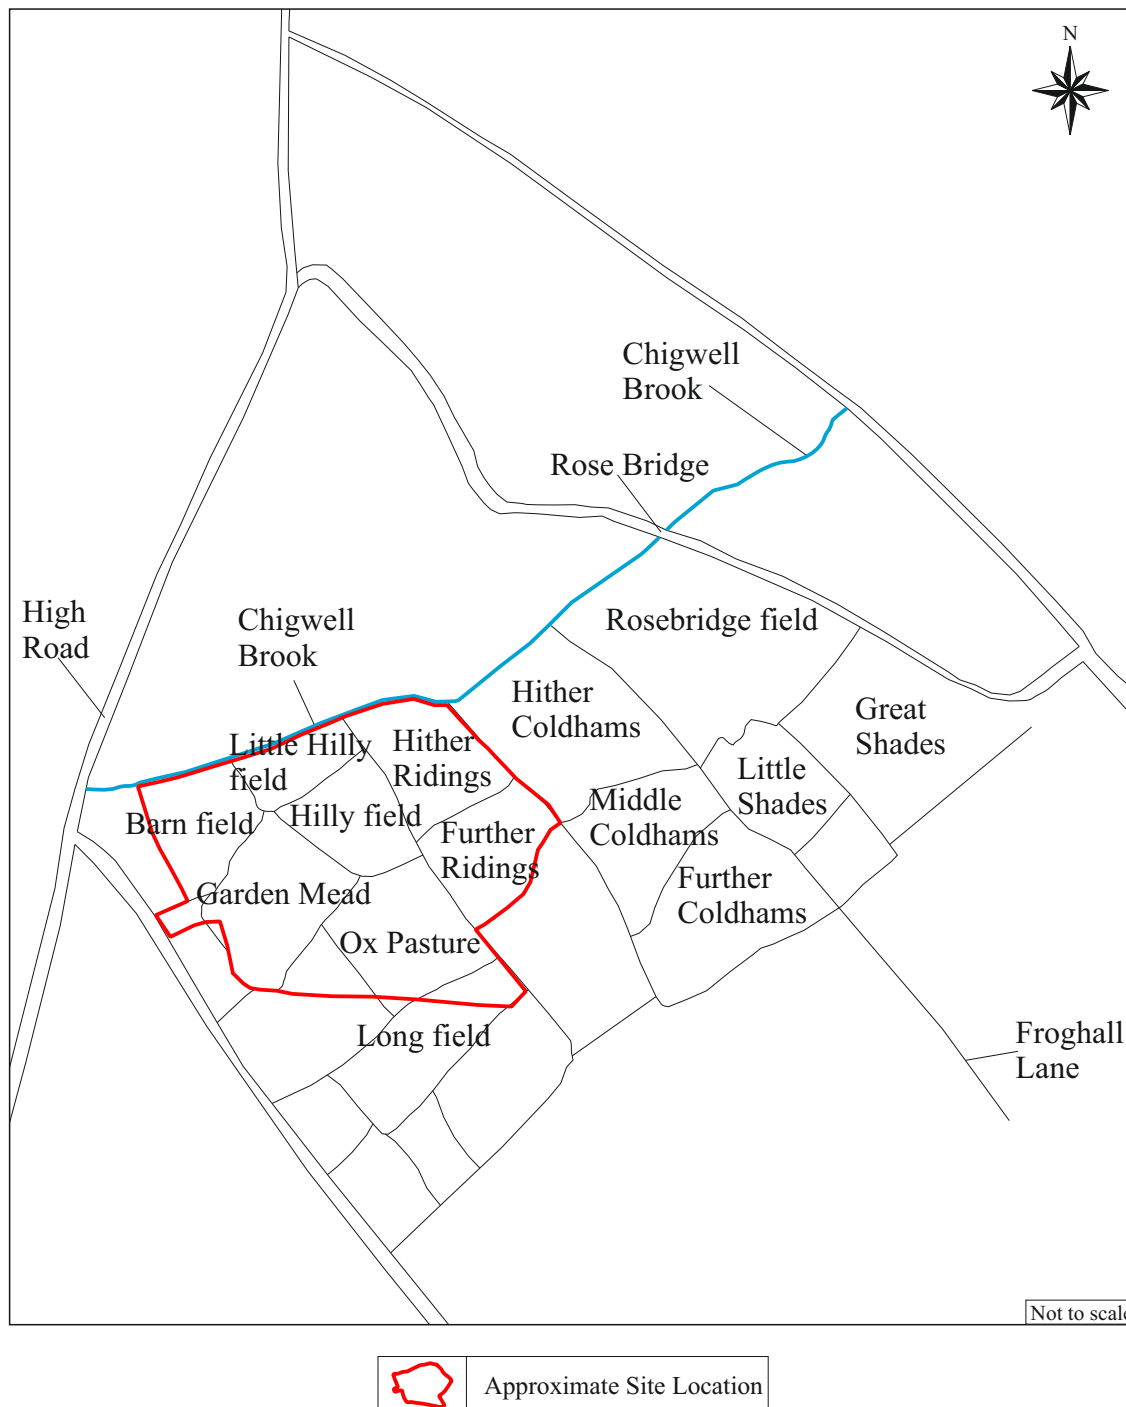 N
Chigwell
Brook
Rose Bridge
High
Road
Chigwell
Brook
Rosebridge field
Hither
Coldhams
Great
Shades
Little Hilly
field
Hither
Ridings
Little
Shades
Middle
Coldhams
Barn field
Hilly field
Further
Ridings
Garden Mead
Further
Coldhams
Ox Pasture
Long field
Froghall
Lane
Not to scale
Approximate Site Location